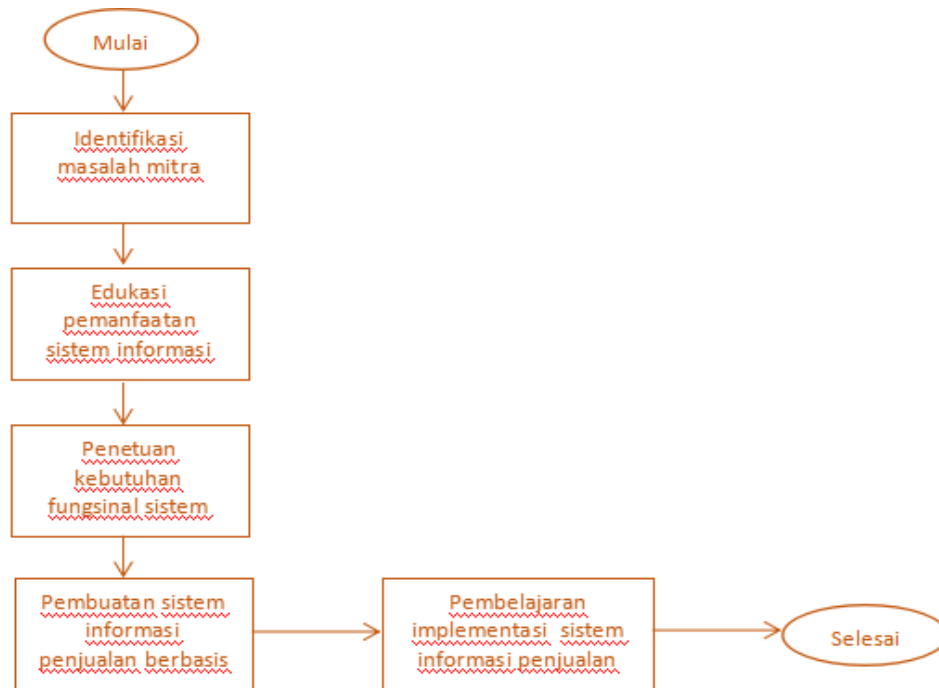 Mulai
Identifikasi
masalah mitra
Edukasi
pemanfaatan
sistem informasi
Penetuan
kebutuhan
fungsinal sistem
Pembuatan sistem
informasi
penjualan berbasis
Pembelajaran
implementasi sistem
informasi penjualan
Selesai